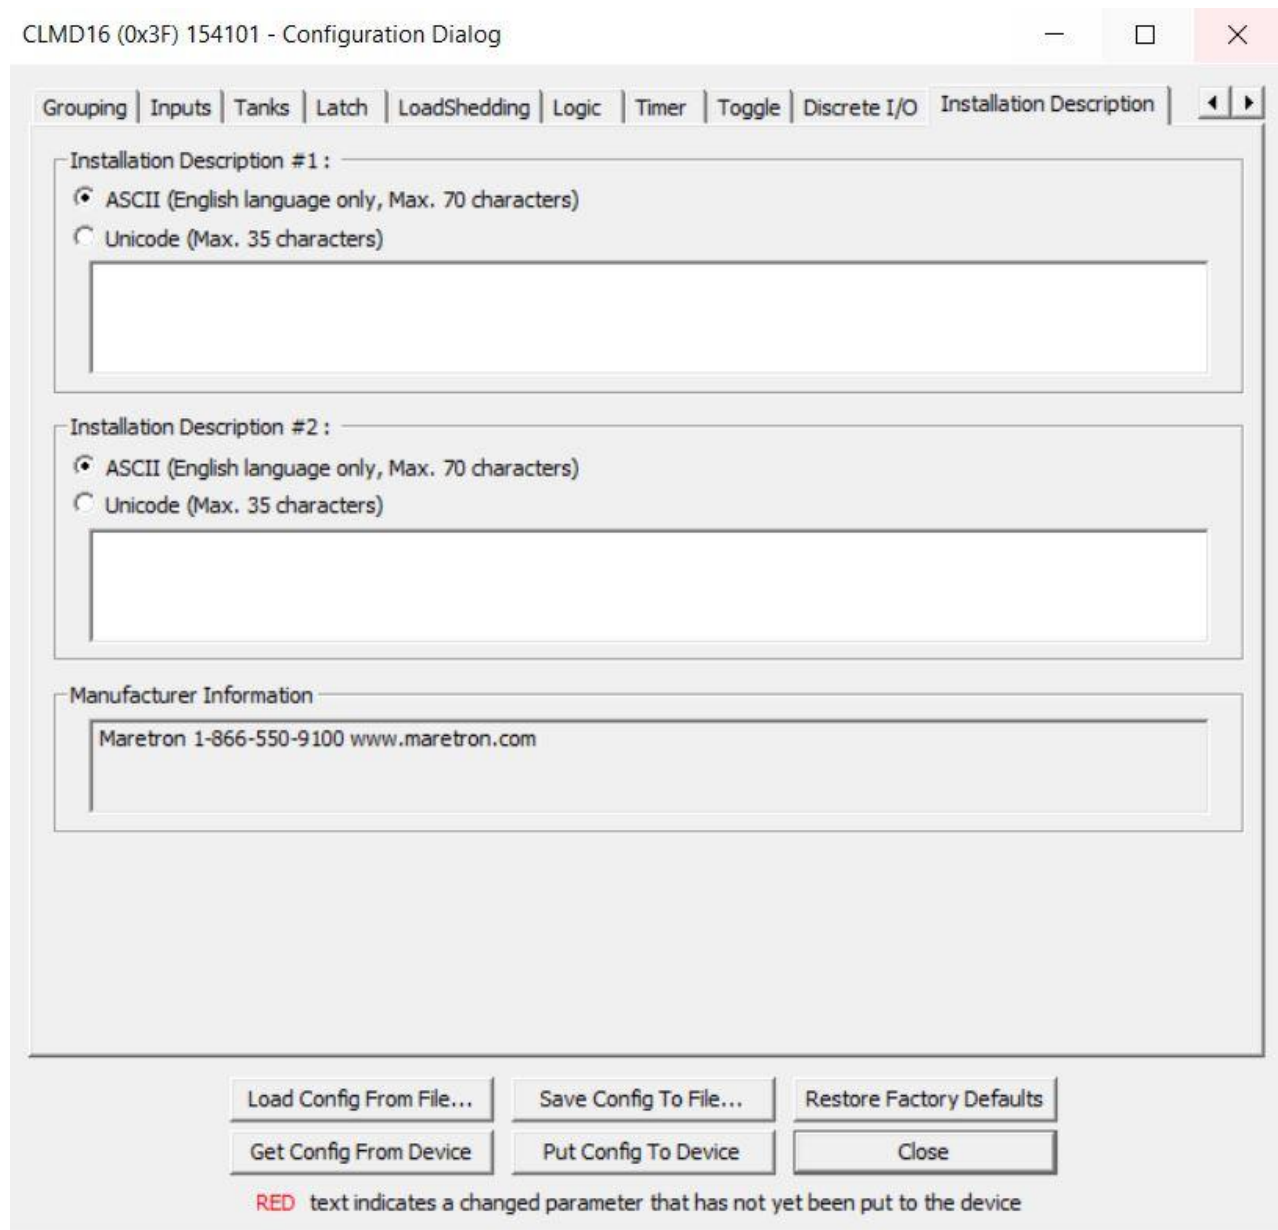 CLMD16 (0x3F) 154101 - Configuration Dialog
Grouping Inputs Tanks Latch LoadShedding Logic Timer Toggle Discrete I/O Installation Description
Installation Description #1 :
ASCII (English language only, Max. 70 characters)
Unicode (Max. 35 characters)
Installation Description #2 :
ASCII (English language only, Max. 70 characters)
Unicode (Max. 35 characters)
Manufacturer Information
Maretron 1-866-550-9100 www.maretron.com
Load Config From File... Save Config To File... Restore Factory Defaults
Get Config From Device Put Config To Device Close
RED text indicates a changed parameter that has not yet been put to the device